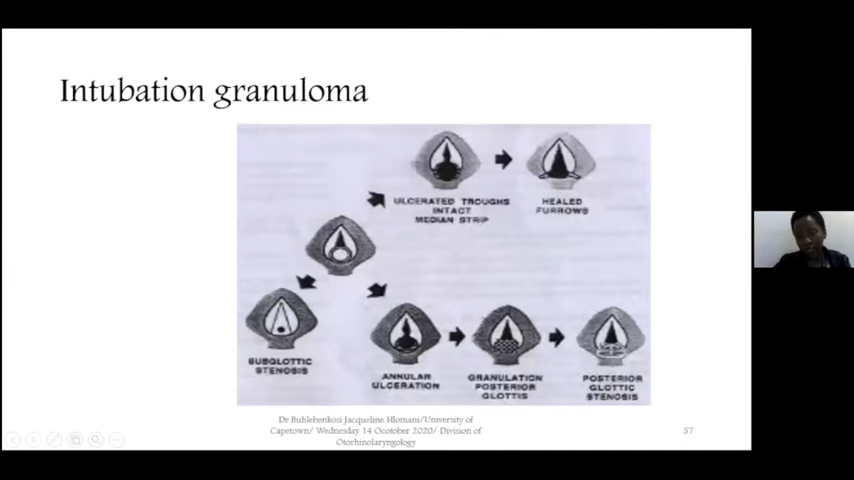 Intubation granuloma
ULCERATED TROUGHS
INTACT
MEDIAN STRIP
HEALED
FURROWS
SUBGLOTTIC
STENOSIS
ANNULAR
ULCERATION
GRANULATION
POSTERIOR
GLOTTIS
POSTERIOR
GLOTTIC
STENOSIS
Dr Buhlebenkosi Jacqueline Hlomani/University of
Capetown/ Wednesday 14 Ocotober 2020/ Division of
Otorhinolaryngology
57